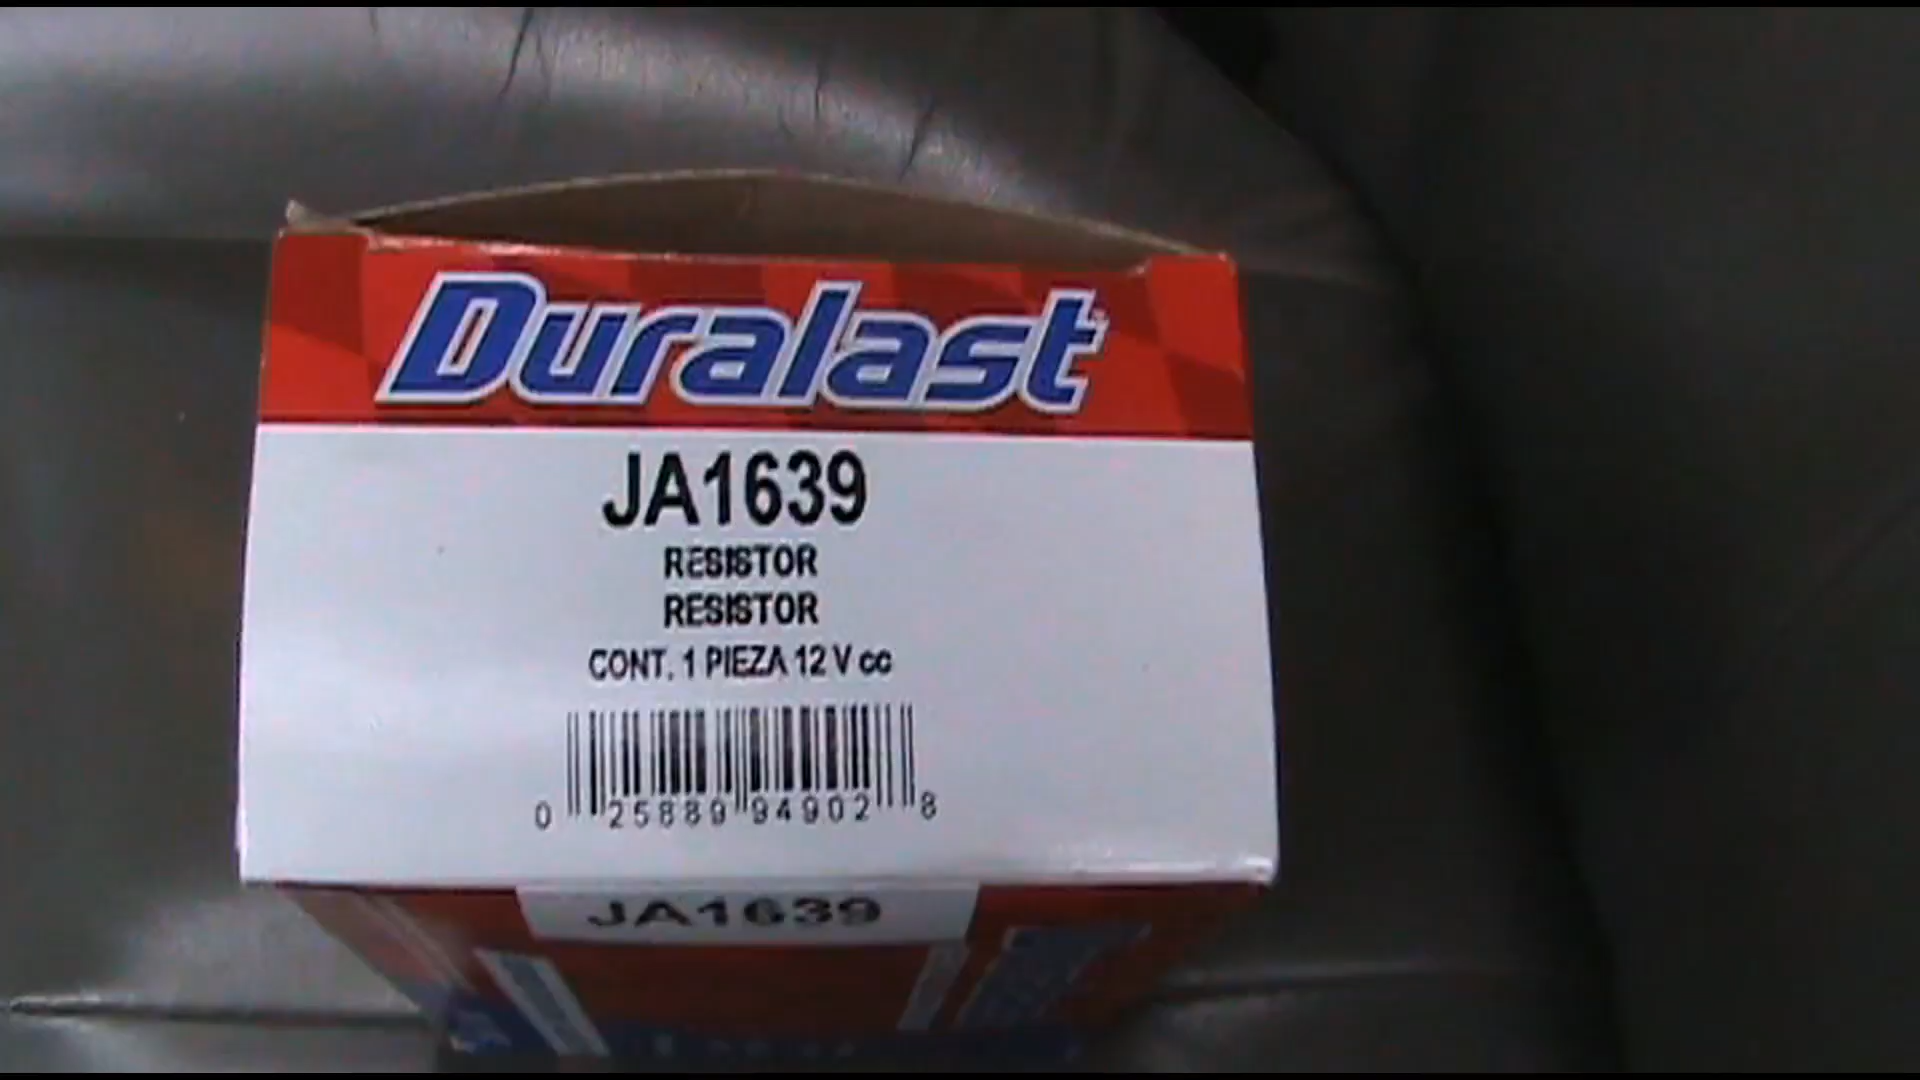 Duralast
JA1639
RESISTOR
RESISTOR
CONT. 1 PIEZA 12 V cc
0 25889 94902 8
JA1639